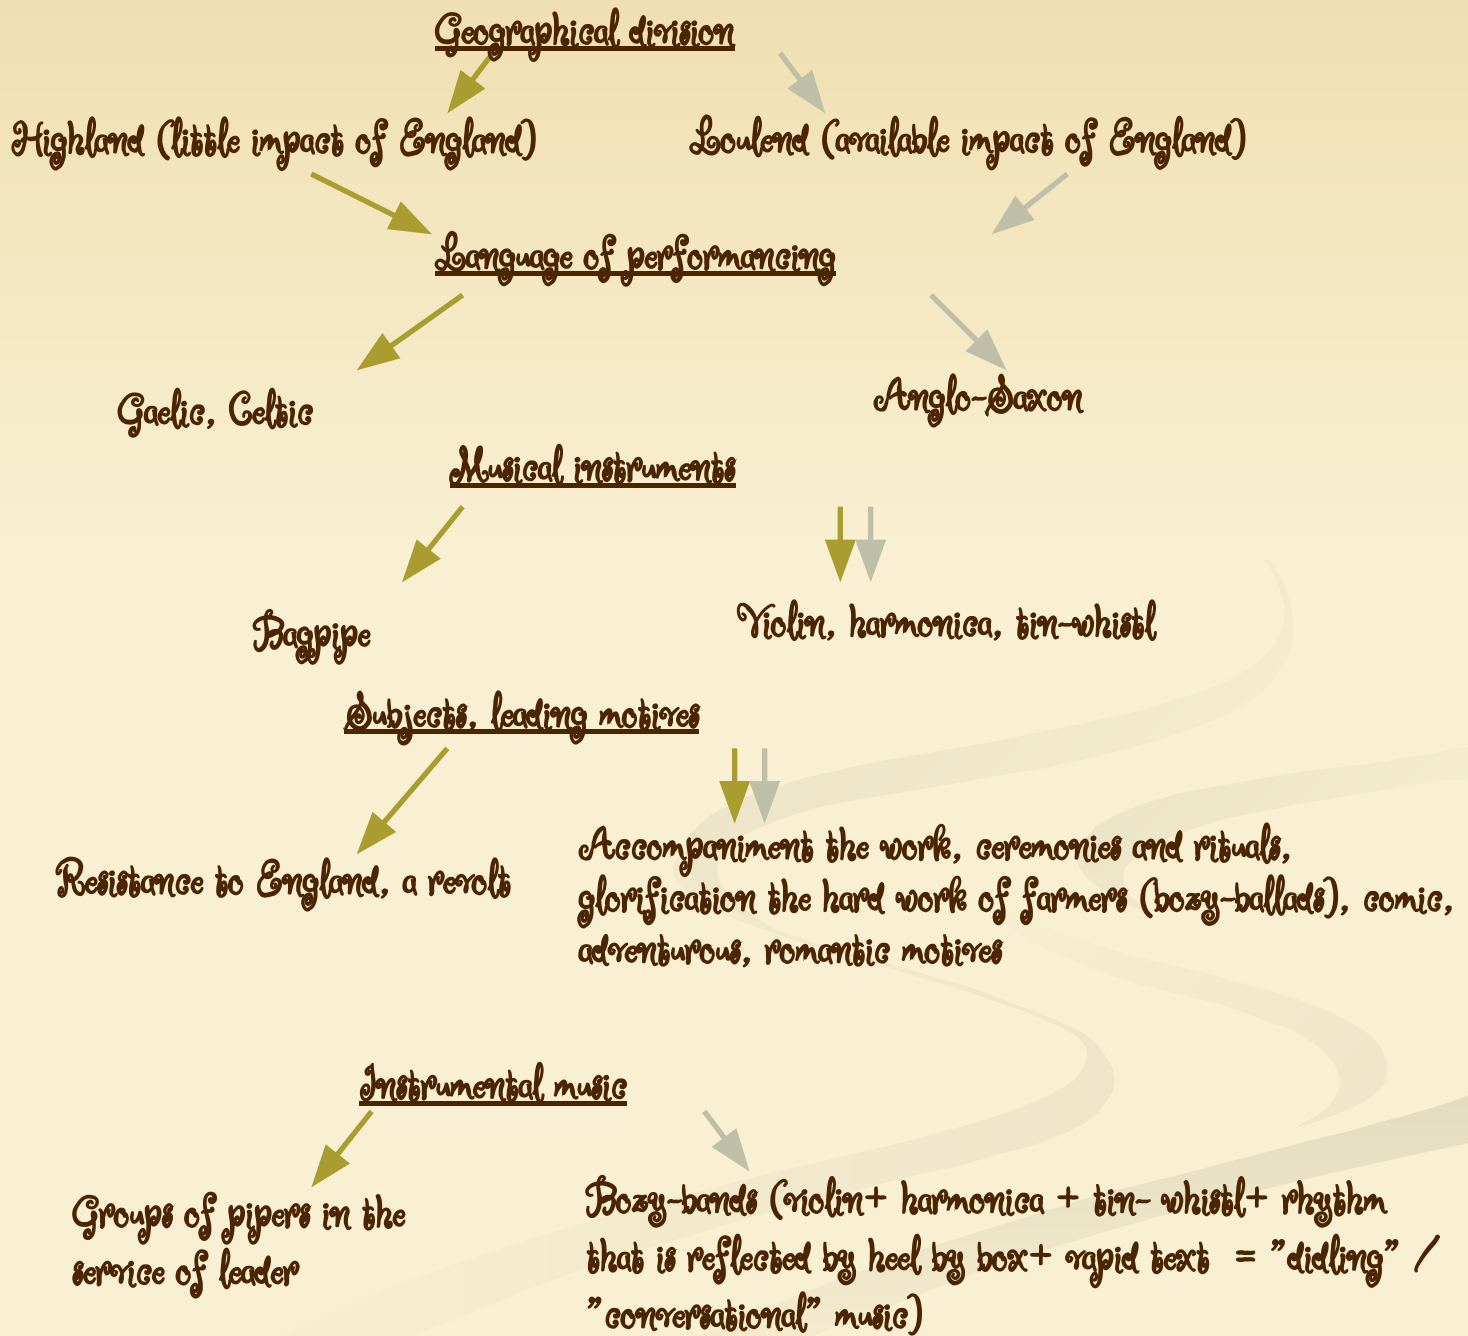 Geographical division
Highland (little impact of England)
Loulend (available impact of England)
Language of performancing
Gaelic, Celtic
Anglo-Saxon
Musical instruments
Bagpipe
Violin, harmonica, tin-whistl
Subjects, leading motives
Resistance to England, a revolt
Accompaniment the work, ceremonies and rituals,
glorification the hard work of farmers (bozy-ballads), comic,
adventurous, romantic motives
Instrumental music
Groups of pipers in the
service of leader
Bozy-bands (violin+ harmonica + tin- whistl+ rhythm
that is reflected by heel by box+ rapid text = "didling" /
"conversational" music)